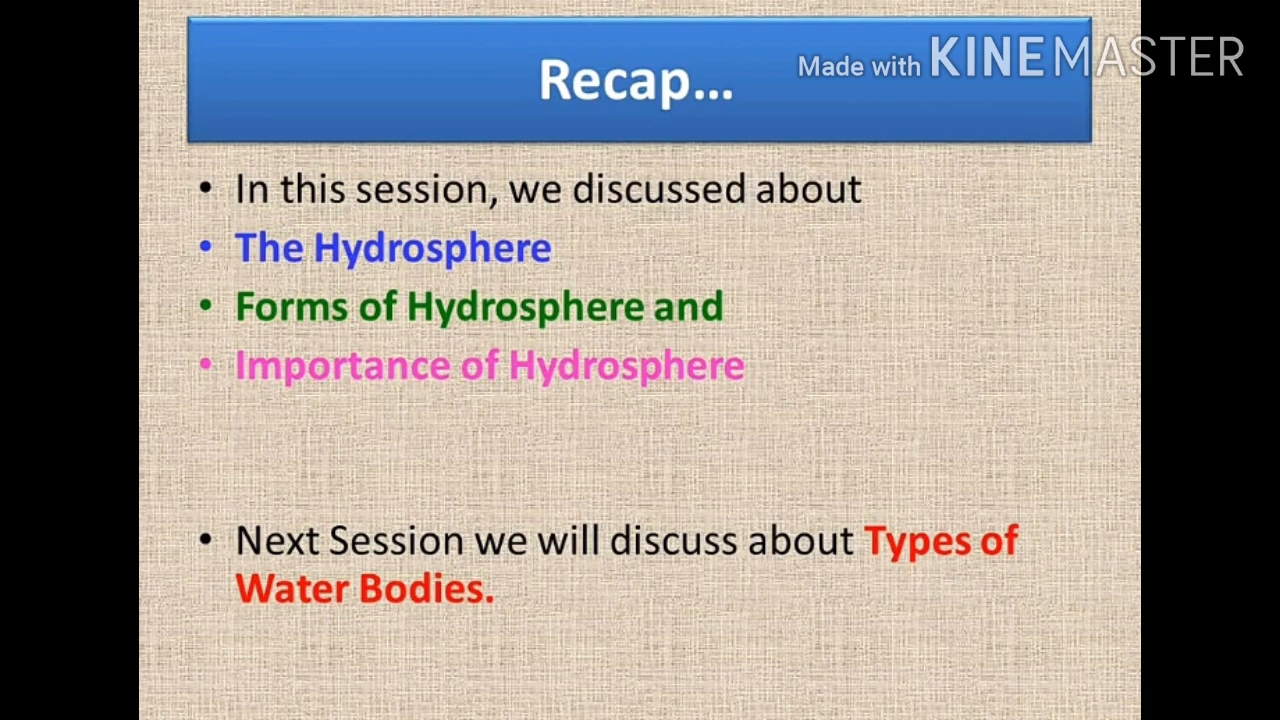 Made with KINEMASTER
Recap...
• In this session, we discussed about
• The Hydrosphere
• Forms of Hydrosphere and
• Importance of Hydrosphere
• Next Session we will discuss about Types of
Water Bodies.